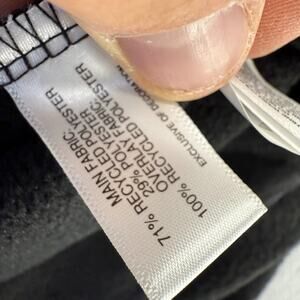 MAIN FABRIC:
71% RECYCLED POLYESTER
29% POLYESTER
OVERLAY FABRIC:
100% RECYCLED POLYESTER
EXCLUSIVE OF DECORATION